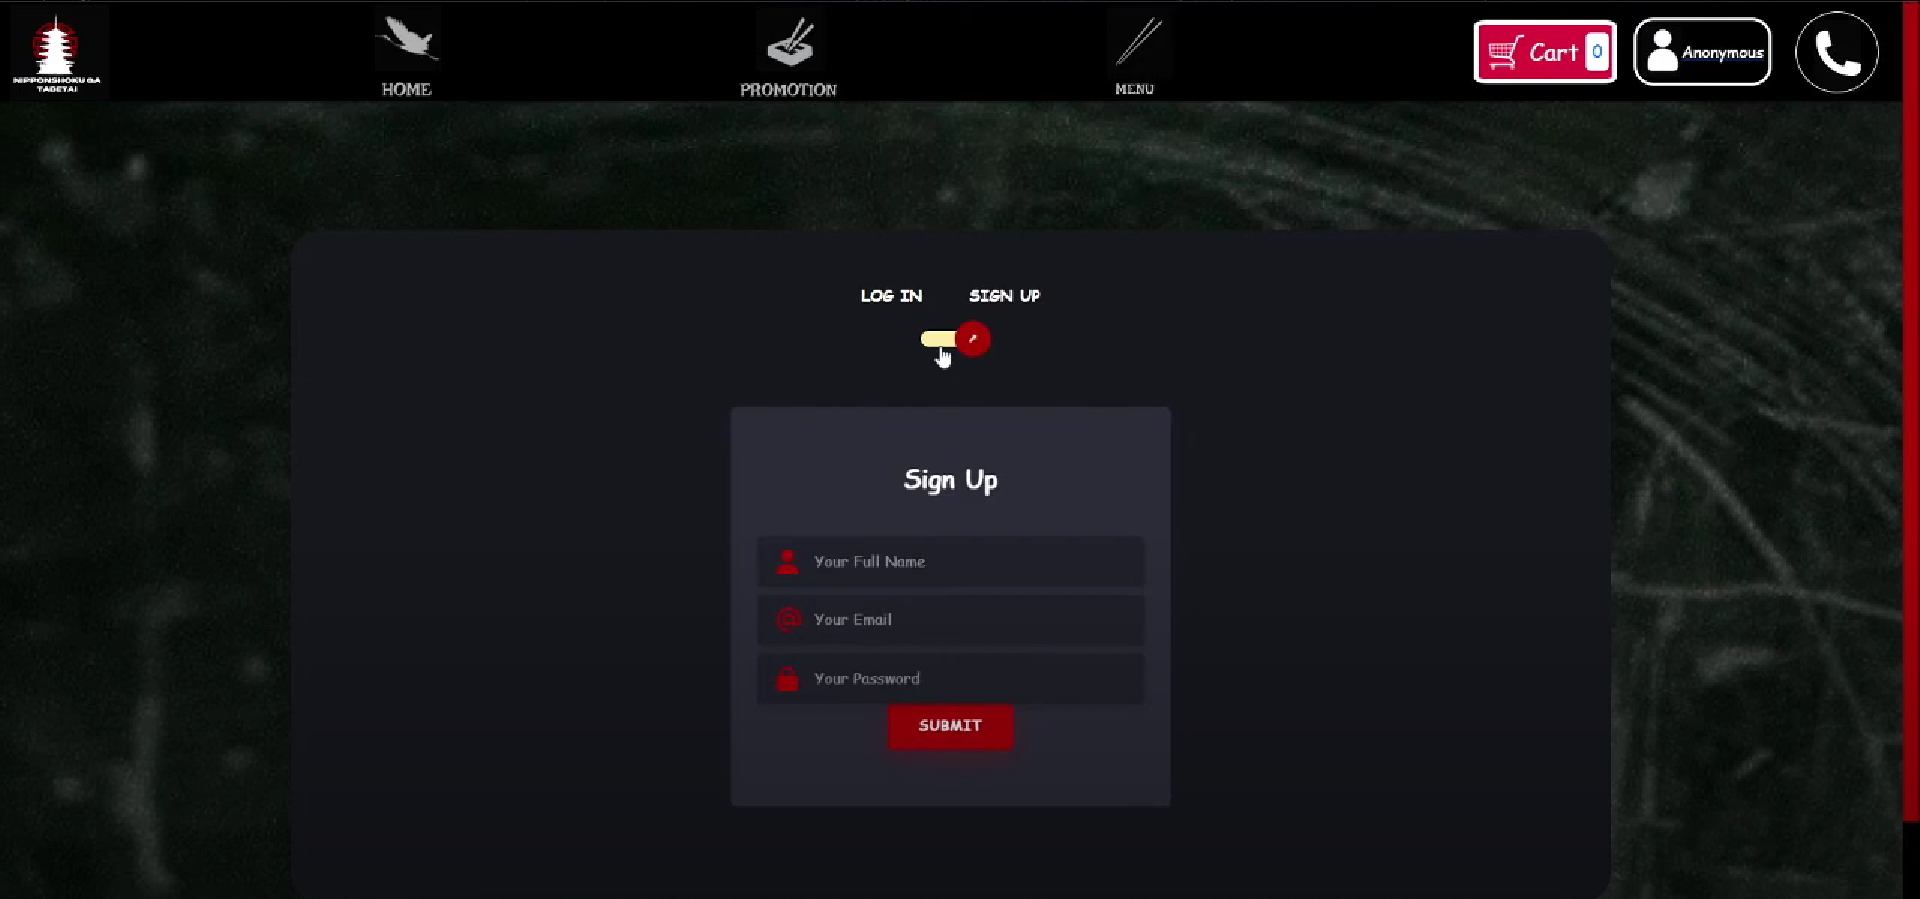 NIPPONSHOKU GA
TABETAI
HOME
PROMOTION
MENU
Cart 0
Anonymous
LOG IN SIGN UP
Sign Up
Your Full Name
Your Email
Your Password
SUBMIT